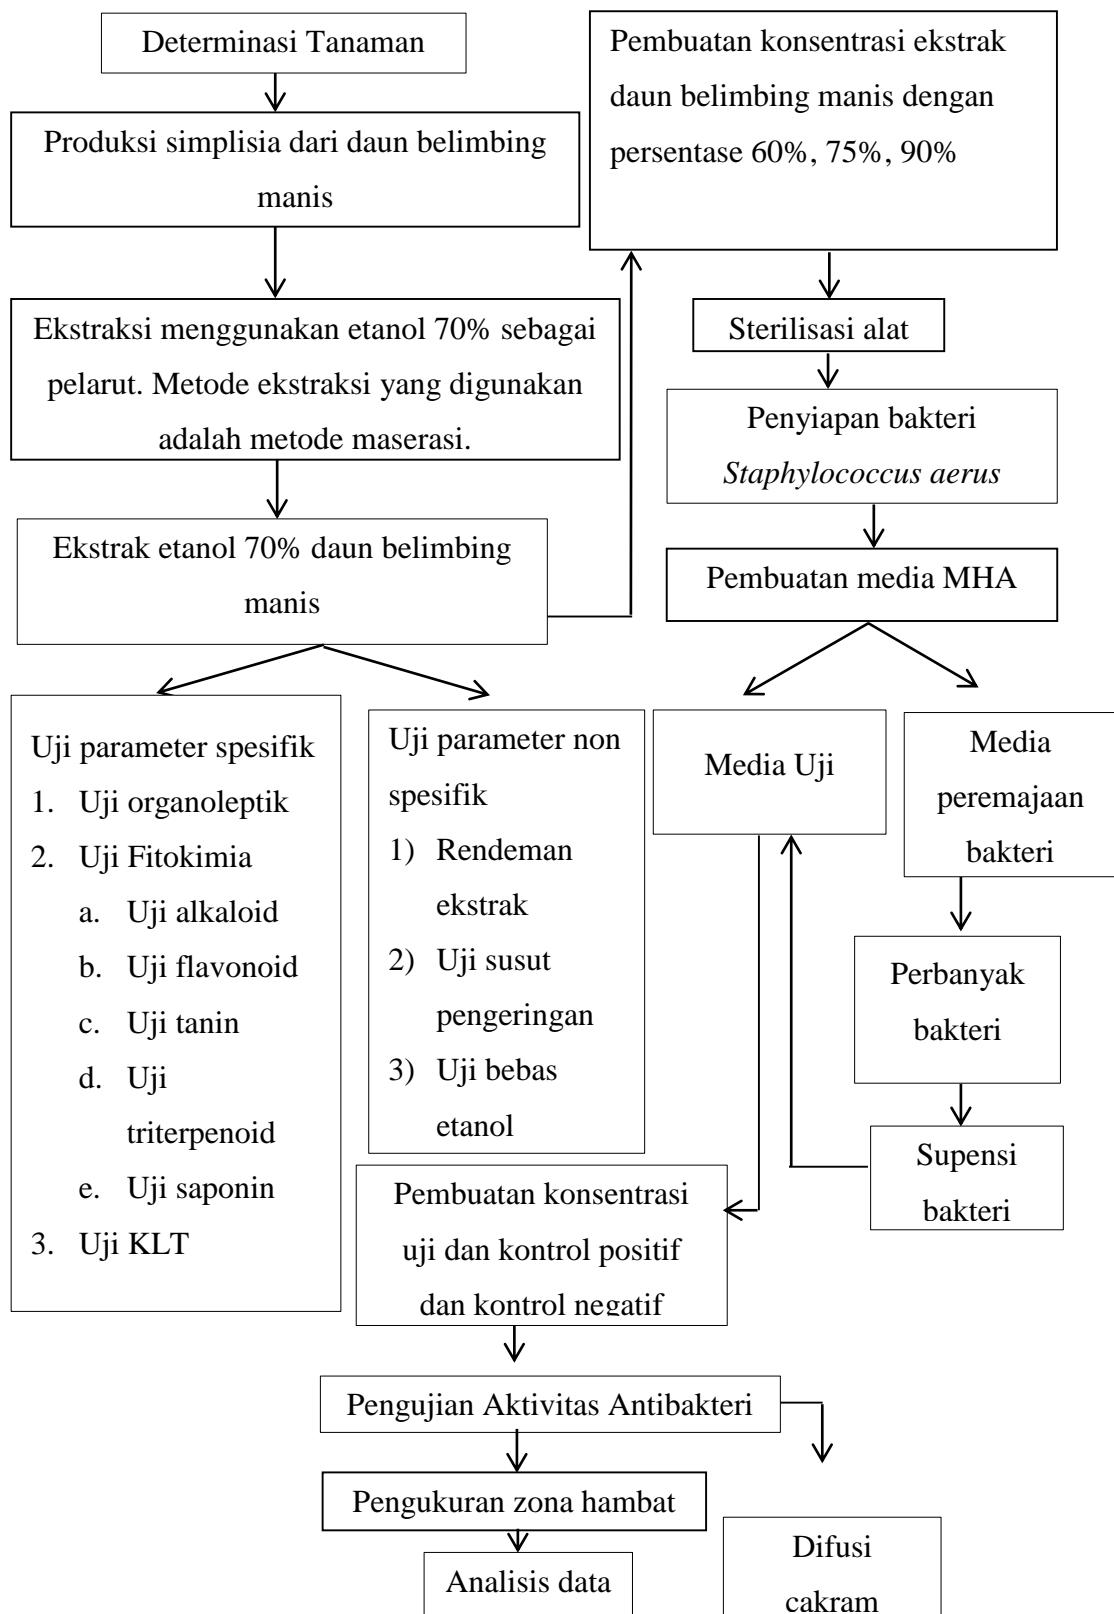 Determinasi Tanaman
Produksi simplisia dari daun belimbing
manis
Ekstraksi menggunakan etanol 70% sebagai
pelarut. Metode ekstraksi yang digunakan
adalah metode maserasi.
Ekstrak etanol 70% daun belimbing
manis
Pembuatan konsentrasi ekstrak
daun belimbing manis dengan
persentase 60%, 75%, 90%
Sterilisasi alat
Penyiapan bakteri
Staphylococcus aerus
Pembuatan media MHA
Uji parameter spesifik
1. Uji organoleptik
2. Uji Fitokimia
a. Uji alkaloid
b. Uji flavonoid
c. Uji tanin
d. Uji
triterpenoid
e. Uji saponin
3. Uji KLT
Uji parameter non
spesifik
1) Rendeman
ekstrak
2) Uji susut
pengeringan
3) Uji bebas
etanol
Media Uji
Media
peremajaan
bakteri
Perbanyak
bakteri
Supensi
bakteri
Pembuatan konsentrasi
uji dan kontrol positif
dan kontrol negatif
Pengujian Aktivitas Antibakteri
Pengukuran zona hambat
Analisis data
Difusi
cakram